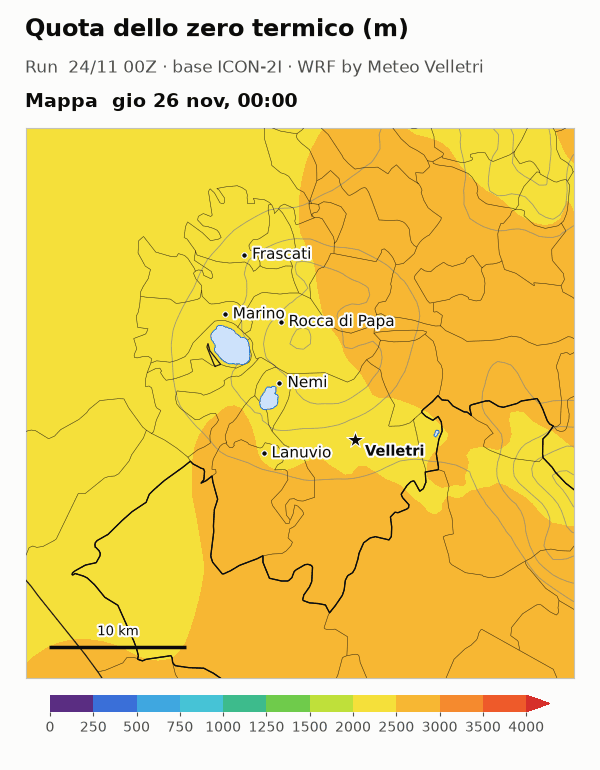 Quota dello zero termico (m)
Run 24/11 00Z · base ICON-2I · WRF by Meteo Velletri
Mappa gio 26 nov, 00:00
Frascati
Marino
Rocca di Papa
Nemi
Velletri
Lanuvio
10 km
0 250 500 750 1000 1250 1500 2000 2500 3000 3500 4000